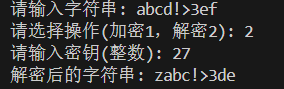 请输入字符串: abcd!>3ef
请选择操作(加密1, 解密2): 2
请输入密钥(整数): 27
解密后的字符串: zabc!>3de